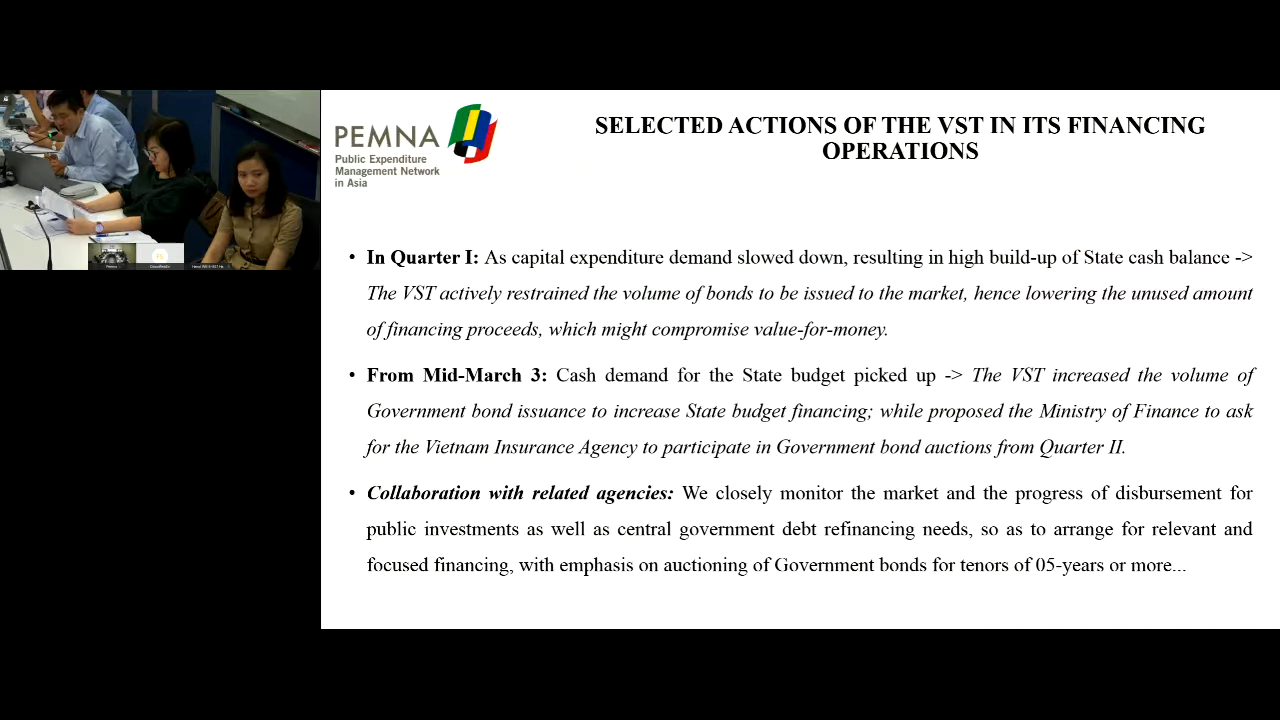 PEMNA
Public Expenditure
Management Network
in Asia
SELECTED ACTIONS OF THE VST IN ITS FINANCING
OPERATIONS
• In Quarter I: As capital expenditure demand slowed down, resulting in high build-up of State cash balance ->
The VST actively restrained the volume of bonds to be issued to the market, hence lowering the unused amount
of financing proceeds, which might compromise value-for-money.
• From Mid-March 3: Cash demand for the State budget picked up -> The VST increased the volume of
Government bond issuance to increase State budget financing; while proposed the Ministry of Finance to ask
for the Vietnam Insurance Agency to participate in Government bond auctions from Quarter II.
• Collaboration with related agencies: We closely monitor the market and the progress of disbursement for
public investments as well as central government debt refinancing needs, so as to arrange for relevant and
focused financing, with emphasis on auctioning of Government bonds for tenors of 05-years or more...